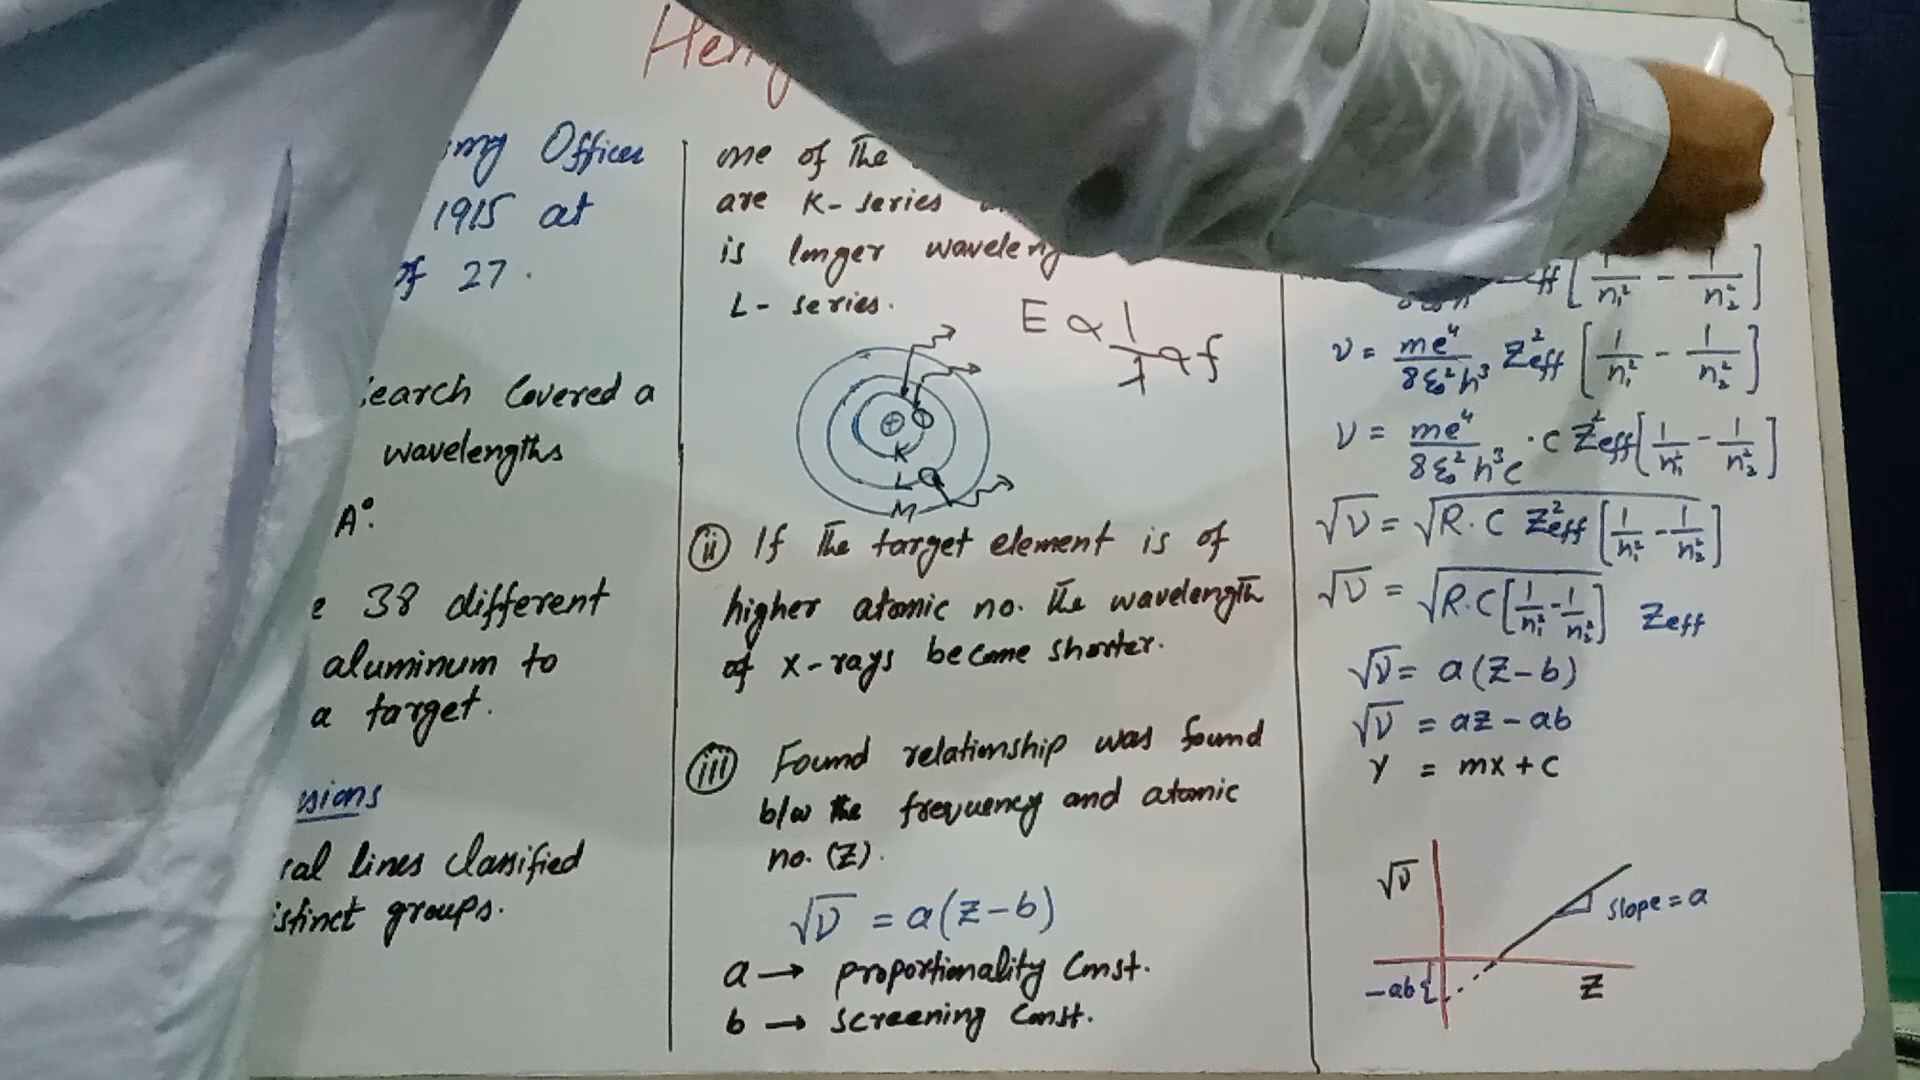 my Officer
1915 at
of 27.
earch Covered a
wavelengths
A°.
38 different
aluminum to
a target.
sions
ral lines classified
istinct groups.
one of the
are K- series
is longer waveleng
L- series.
E ∝ 1/λ ∝ f
+
K
L
M
(ii) If The target element is of
higher atomic no. the wavelength
of X-rays become shorter.
(iii) Found relationship was found
b/w the frequency and atomic
no. (Z).
√ν = a(Z-b)
a → proportionality Const.
b → screening Const.
ff [1/n₁² - 1/n₂²]
ν = me⁴/8ε₀²h³ Z²eff [1/n₁² - 1/n₂²]
ν = me⁴/8ε₀²h³c · C Z²eff [1/n₁² - 1/n₂²]
√ν = √R·C Z²eff [1/n₁² - 1/n₂²]
√ν = √R·C [1/n₁² - 1/n₂²] Zeff
√ν = a(Z-b)
√ν = aZ - ab
Y = mx + c
√ν
slope = a
-ab{
Z